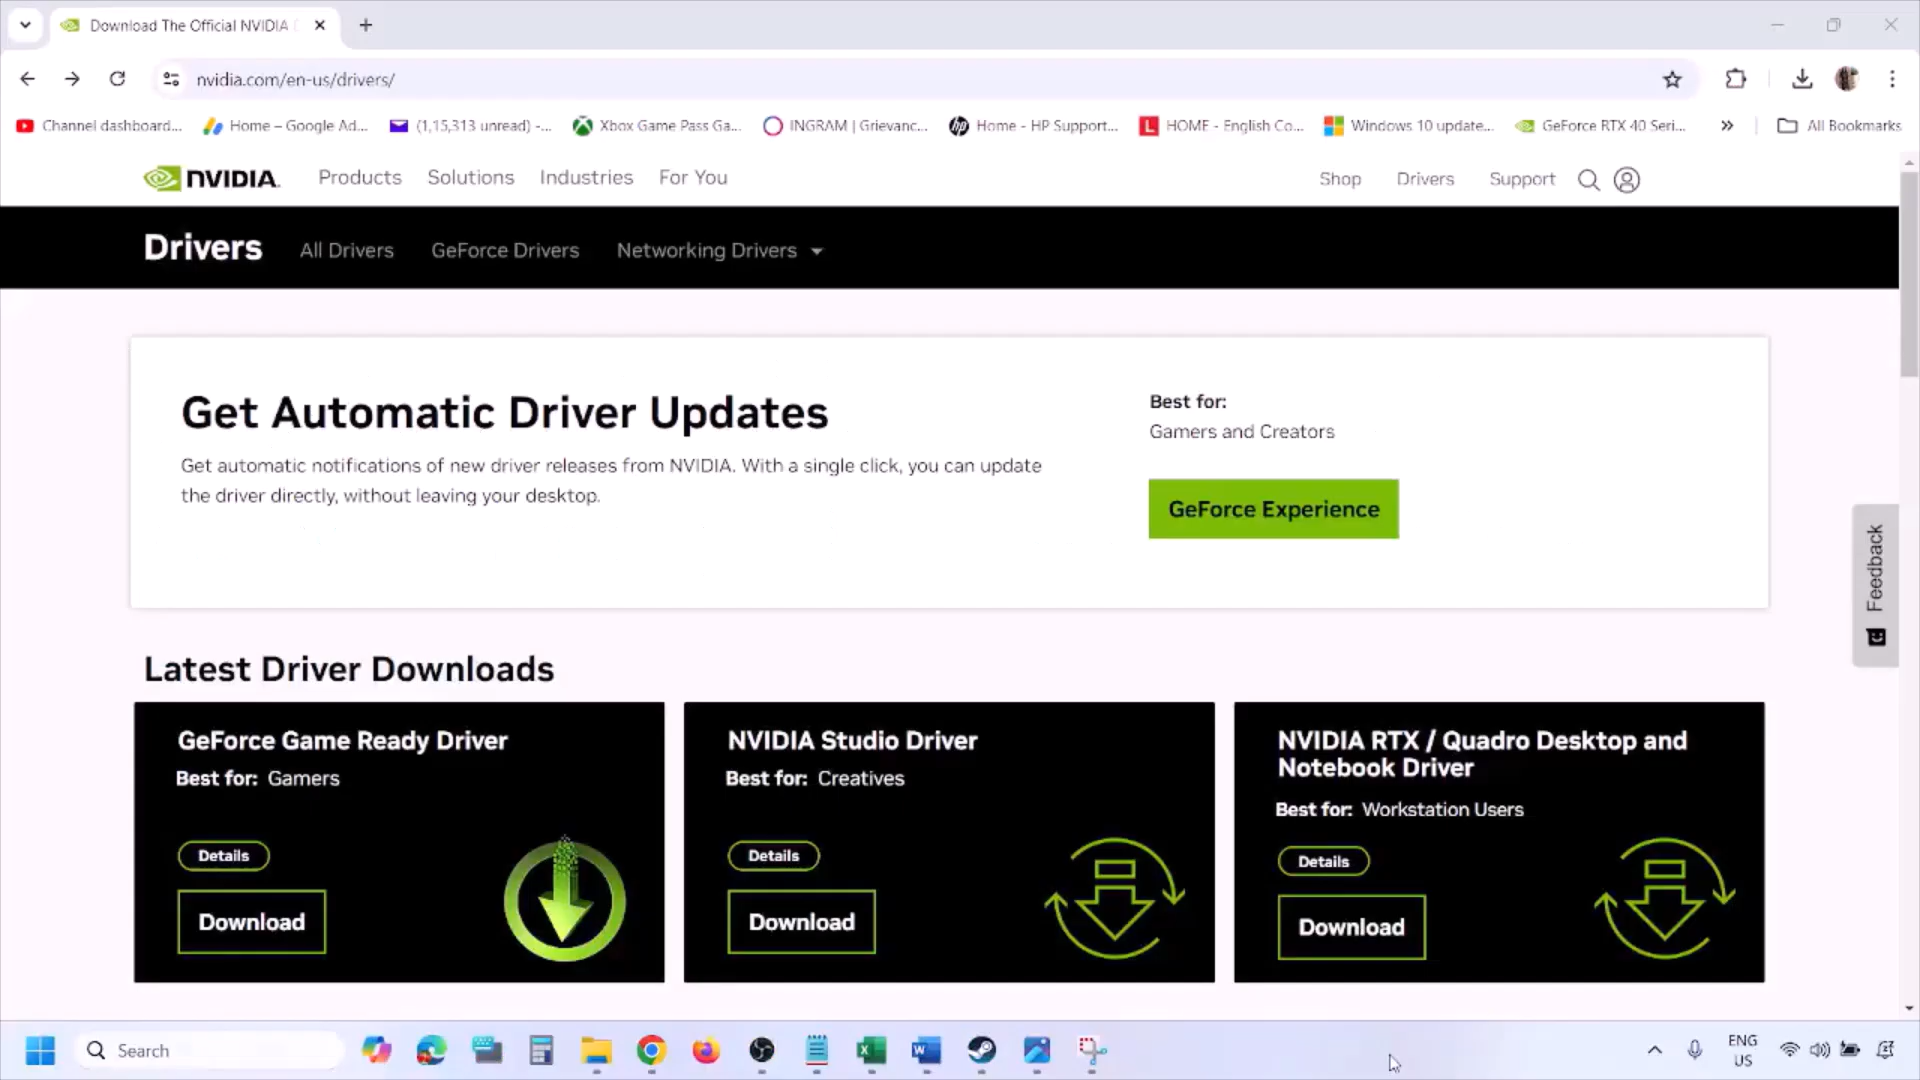 Download The Official NVIDIA
nvidia.com/en-us/drivers/
Channel dashboard...
Home – Google Ad...
(1,15,313 unread) -...
Xbox Game Pass Ga...
INGRAM | Grievanc...
Home - HP Support...
HOME - English Co...
Windows 10 update...
GeForce RTX 40 Seri...
All Bookmarks
NVIDIA.
Products
Solutions
Industries
For You
Shop
Drivers
Support
Drivers
All Drivers
GeForce Drivers
Networking Drivers
Get Automatic Driver Updates
Get automatic notifications of new driver releases from NVIDIA. With a single click, you can update
the driver directly, without leaving your desktop.
Best for:
Gamers and Creators
GeForce Experience
Feedback
Latest Driver Downloads
GeForce Game Ready Driver
Best for: Gamers
Details
Download
NVIDIA Studio Driver
Best for: Creatives
Details
Download
NVIDIA RTX / Quadro Desktop and
Notebook Driver
Best for: Workstation Users
Details
Download
Search
ENG
US